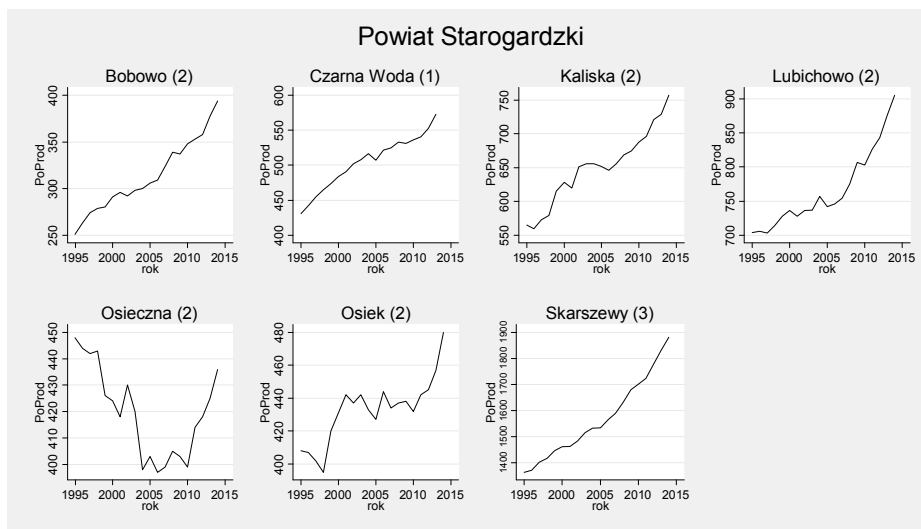 Powiat Starogardzki
Bobowo (2)
PoProd
400
350
300
250
1995 2000 2005 2010 2015
rok
Czarna Woda (1)
PoProd
600
550
500
450
400
1995 2000 2005 2010 2015
rok
Kaliska (2)
PoProd
750
700
650
600
550
1995 2000 2005 2010 2015
rok
Lubichowo (2)
PoProd
900
850
800
750
700
1995 2000 2005 2010 2015
rok
Osieczna (2)
PoProd
450
440
430
420
410
400
1995 2000 2005 2010 2015
rok
Osiek (2)
PoProd
480
460
440
420
400
1995 2000 2005 2010 2015
rok
Skarszewy (3)
PoProd
1900
1800
1700
1600
1500
1400
1995 2000 2005 2010 2015
rok